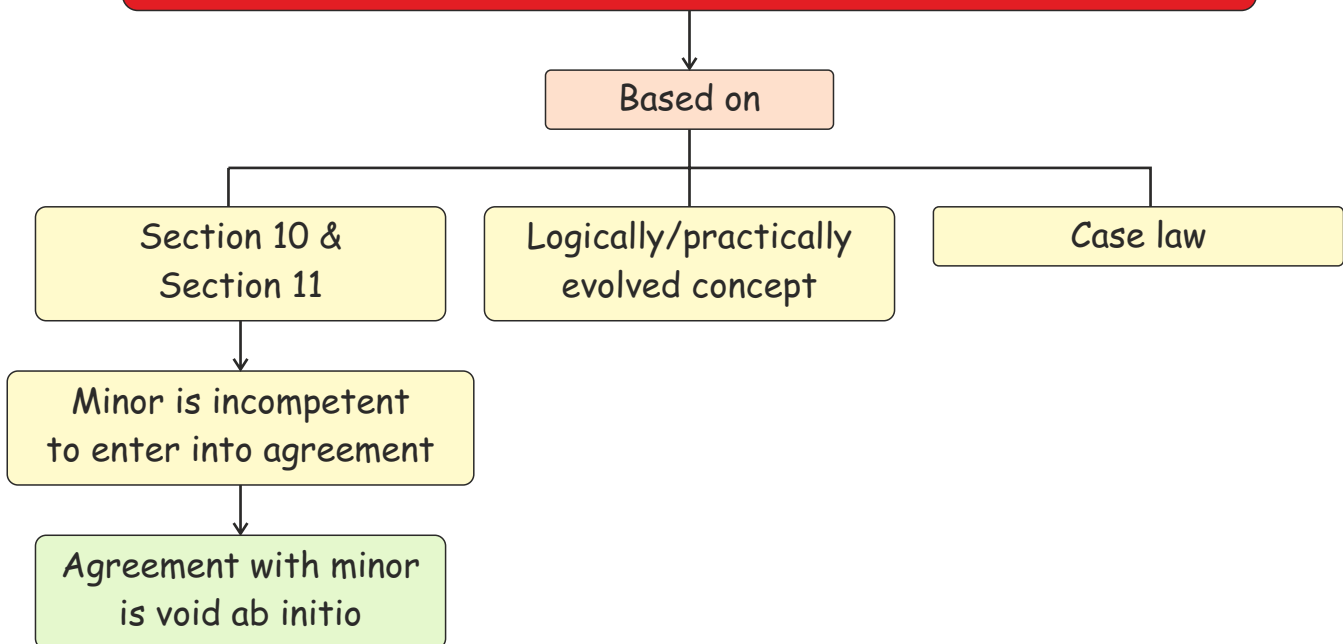 Based on
Section 10 &
Section 11
Logically/practically
evolved concept
Case law
Minor is incompetent
to enter into agreement
Agreement with minor
is void ab initio